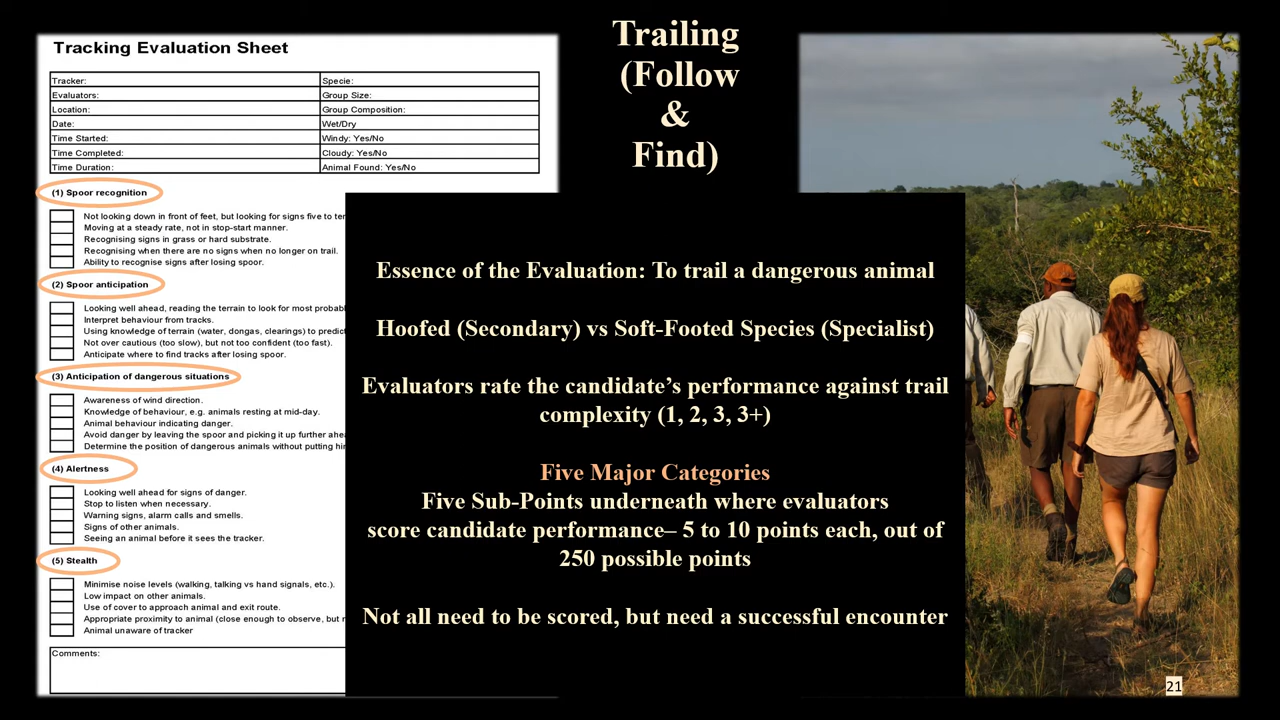 Tracking Evaluation Sheet
Tracker:
Specie:
Evaluators:
Group Size:
Location:
Group Composition:
Date:
Wet/Dry
Time Started:
Windy: Yes/No
Time Completed:
Cloudy: Yes/No
Time Duration:
Animal Found: Yes/No
(1) Spoor recognition
Not looking down in front of feet, but looking for signs five to
Moving at a steady rate, not in stop-start manner.
Recognising signs in grass or hard substrate.
Recognising when there are no signs when no longer on trail.
Ability to recognise signs after losing spoor.
(2) Spoor anticipation
Looking well ahead, reading the terrain to look for most
Interpret behaviour from tracks.
Using knowledge of terrain (water, dongas, clearings) to
Not over cautious (too slow), but not too confident (too fast).
Anticipate where to find tracks after losing spoor.
(3) Anticipation of dangerous situations
Awareness of wind direction.
Knowledge of behaviour, e.g. animals resting at mid-day.
Animal behaviour indicating danger.
Avoid danger by leaving the spoor and picking it up further
Determine the position of dangerous animals without putting
(4) Alertness
Looking well ahead for signs of danger.
Stop to listen when necessary.
Warning signs, alarm calls and smells.
Signs of other animals.
Seeing an animal before it sees the tracker.
(5) Stealth
Minimise noise levels (walking, talking vs hand signals, etc.).
Low impact on other animals.
Use of cover to approach animal and exit route.
Appropriate proximity to animal (close enough to observe, but
Animal unaware of tracker
Comments:
Trailing
(Follow
&
Find)
Essence of the Evaluation: To trail a dangerous animal
Hoofed (Secondary) vs Soft-Footed Species (Specialist)
Evaluators rate the candidate’s performance against trail
complexity (1, 2, 3, 3+)
Five Major Categories
Five Sub-Points underneath where evaluators
score candidate performance– 5 to 10 points each, out of
250 possible points
Not all need to be scored, but need a successful encounter
21